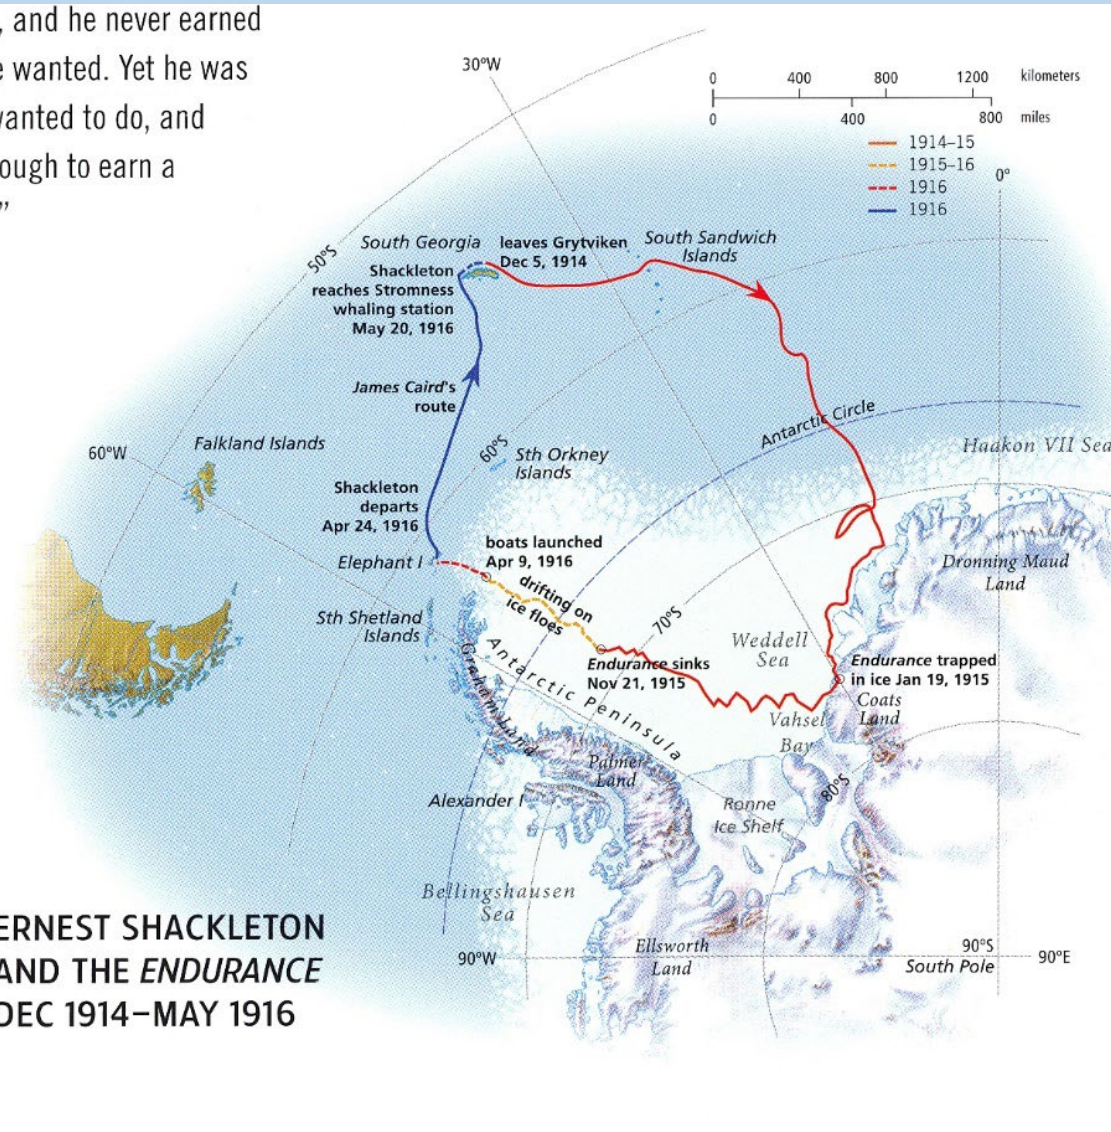 , and he never earned
e wanted. Yet he was
anted to do, and
ough to earn a
”
30°W
0 400 800 1200 kilometers
0 400 800 miles
1914–15
1915–16
1916
1916
0°
50°S
South Georgia
leaves Grytviken
Dec 5, 1914
South Sandwich
Islands
Shackleton
reaches Stromness
whaling station
May 20, 1916
James Caird's
route
Antarctic Circle
Haakon VII Sea
60°W
Falkland Islands
60°S
Sth Orkney
Islands
Shackleton
departs
Apr 24, 1916
boats launched
Apr 9, 1916
Elephant I
drifting on
ice floes
Dronning Maud
Land
Sth Shetland
Islands
70°S
Weddell
Sea
Endurance sinks
Nov 21, 1915
Endurance trapped
in ice Jan 19, 1915
Coats
Land
Graham Land
Antarctic Peninsula
Vahsel
Bay
Palmer
Land
80°S
Alexander I
Ronne
Ice Shelf
Bellingshausen
Sea
Ellsworth
Land
90°W
90°S
South Pole
90°E
ERNEST SHACKLETON
AND THE ENDURANCE
DEC 1914–MAY 1916